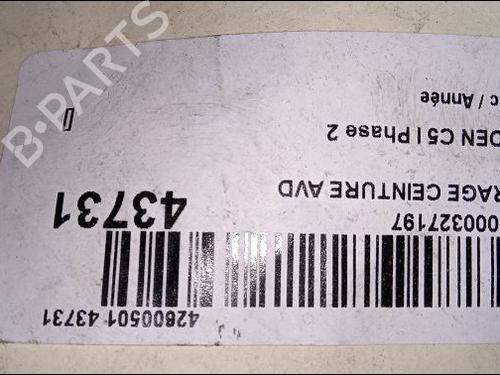 42800501 43731
000327197
RAGE CEINTURE AVD
43731
OEN C5 I Phase 2
c / Année
B-PARTS